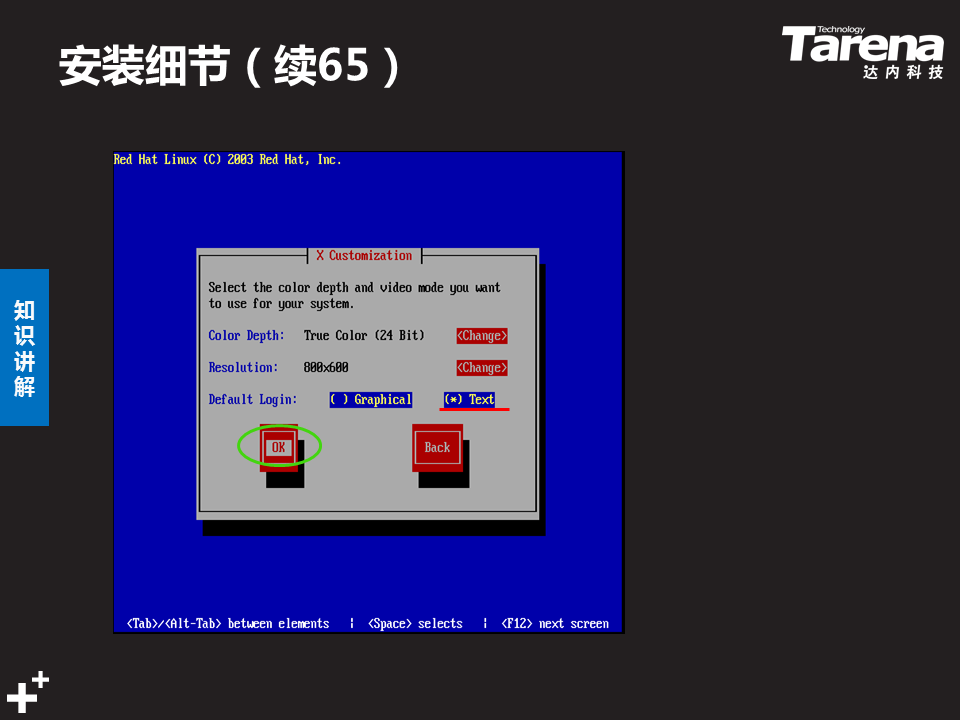 安装细节（续65）
Technology
Tarena
达内科技
知识讲解
Red Hat Linux (C) 2003 Red Hat, Inc.
X Customization
Select the color depth and video mode you want
to use for your system.
Color Depth: True Color (24 Bit) <Change>
Resolution: 800x600 <Change>
Default Login: ( ) Graphical (*) Text
OK Back
<Tab>/<Alt-Tab> between elements | <Space> selects | <F12> next screen